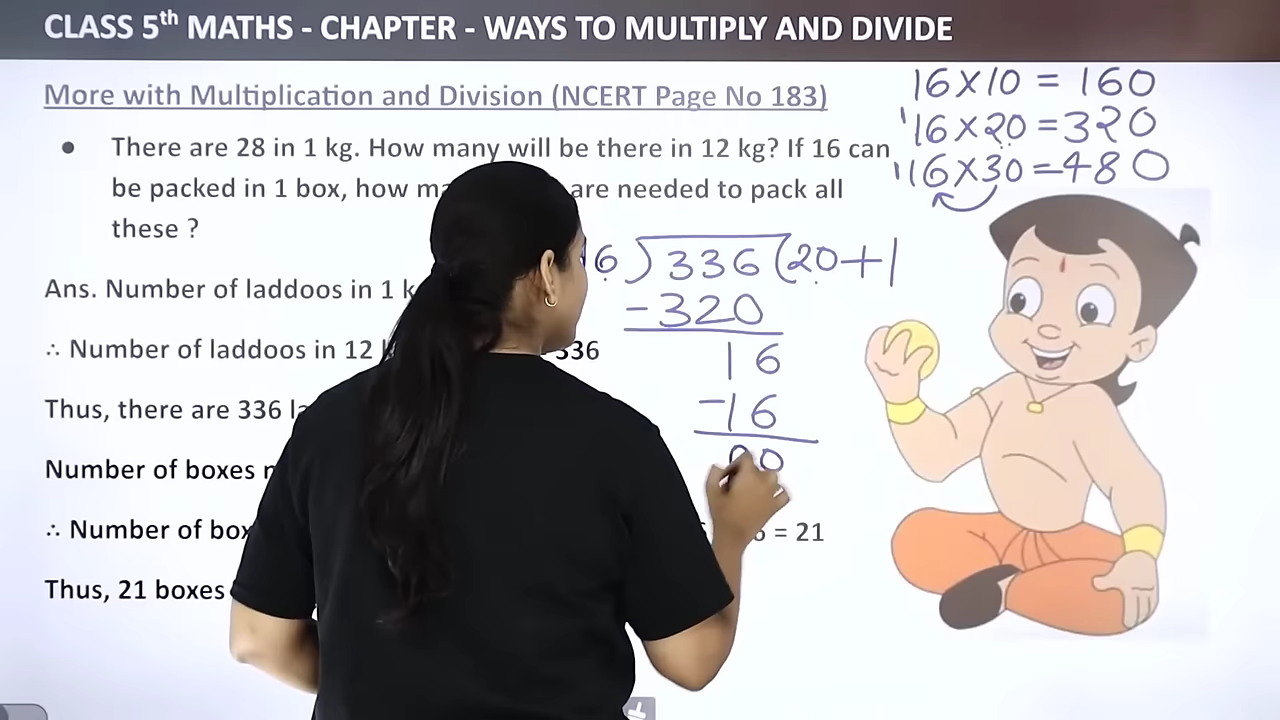 CLASS 5th MATHS - CHAPTER - WAYS TO MULTIPLY AND DIVIDE
More with Multiplication and Division (NCERT Page No 183)
• There are 28 in 1 kg. How many will be there in 12 kg? If 16 can
be packed in 1 box, how are needed to pack all
these ?
Ans. Number of laddoos in 1
∴ Number of laddoos in 12 336
Thus, there are 336
Number of boxes
∴ Number of = 21
Thus, 21 boxes
16×10 = 160
16×20 = 320
16×30 = 480
16 ) 336 ( 20+1
-320
16
-16
00